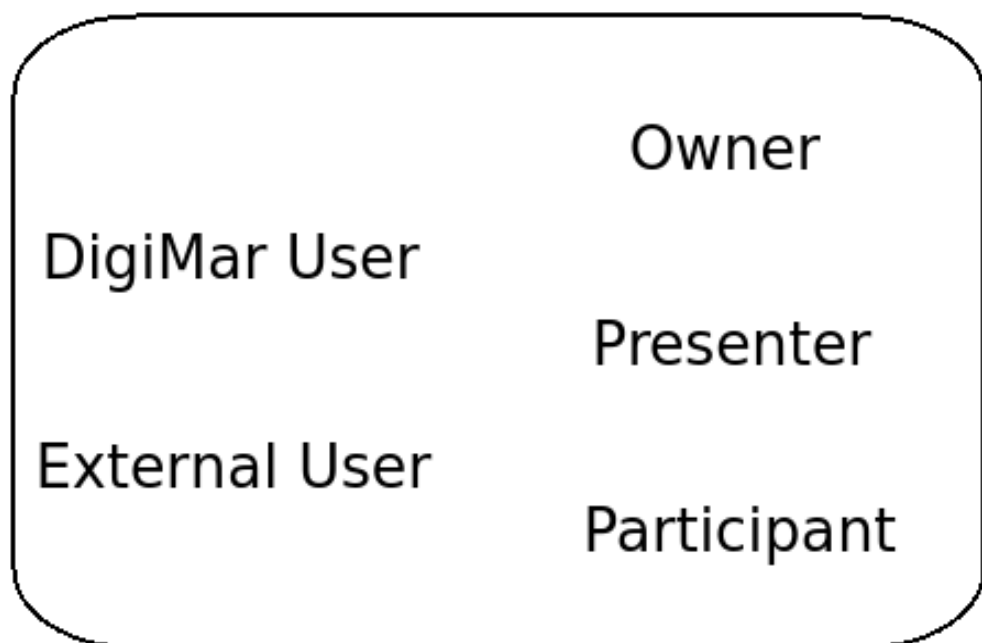 Owner
DigiMar User
Presenter
External User
Participant